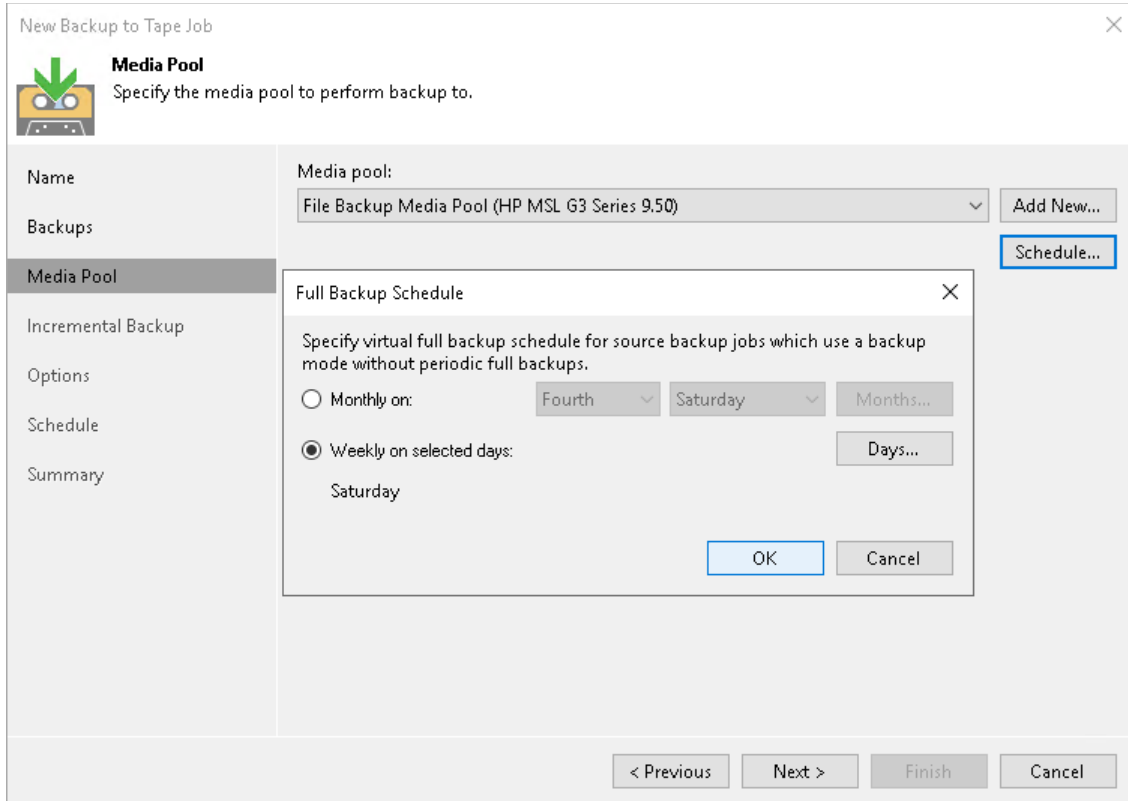 New Backup to Tape Job
Media Pool
Specify the media pool to perform backup to.
Name
Backups
Media Pool
Incremental Backup
Options
Schedule
Summary
Media pool:
File Backup Media Pool (HP MSL G3 Series 9.50)
Add New...
Schedule...
Full Backup Schedule
Specify virtual full backup schedule for source backup jobs which use a backup
mode without periodic full backups.
Monthly on: Fourth Saturday Months...
Weekly on selected days: Days...
Saturday
OK Cancel
< Previous Next > Finish Cancel